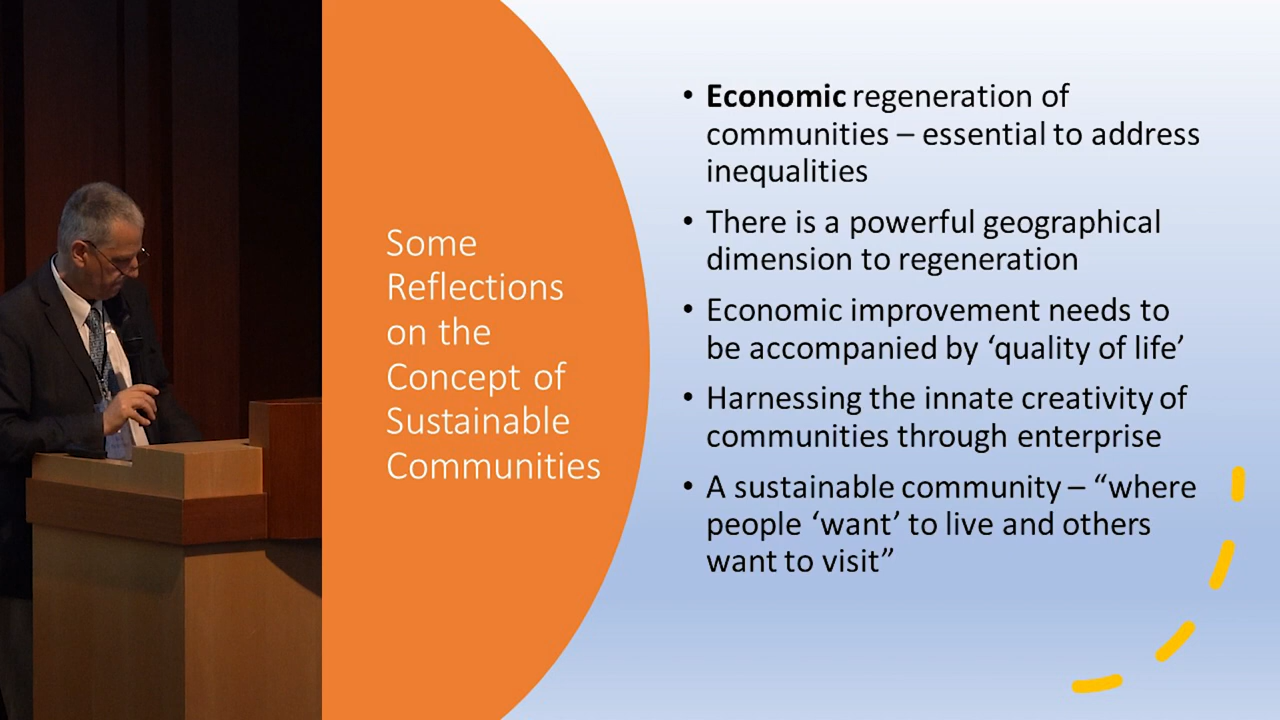 Some
Reflections
on the
Concept of
Sustainable
Communities
• Economic regeneration of
communities – essential to address
inequalities
• There is a powerful geographical
dimension to regeneration
• Economic improvement needs to
be accompanied by ‘quality of life’
• Harnessing the innate creativity of
communities through enterprise
• A sustainable community – “where
people ‘want’ to live and others
want to visit”